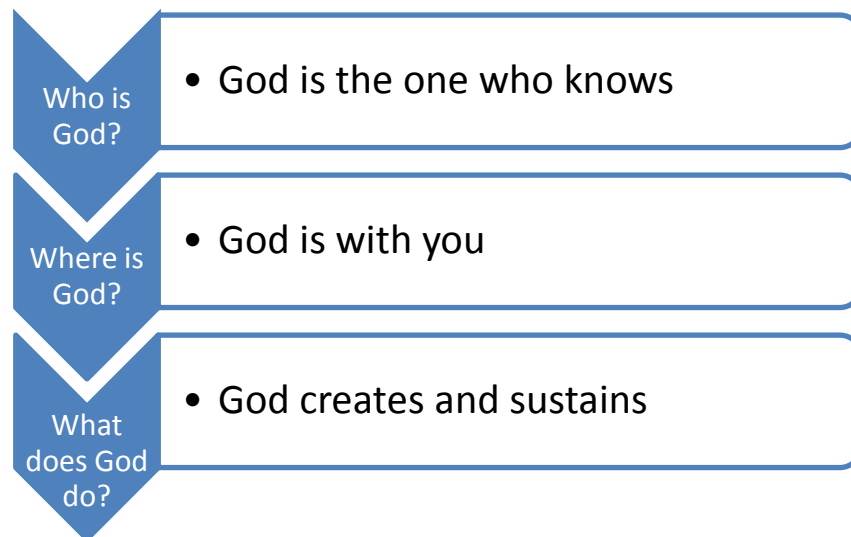 Who is
God?
• God is the one who knows
Where is
God?
• God is with you
What
does God
do?
• God creates and sustains